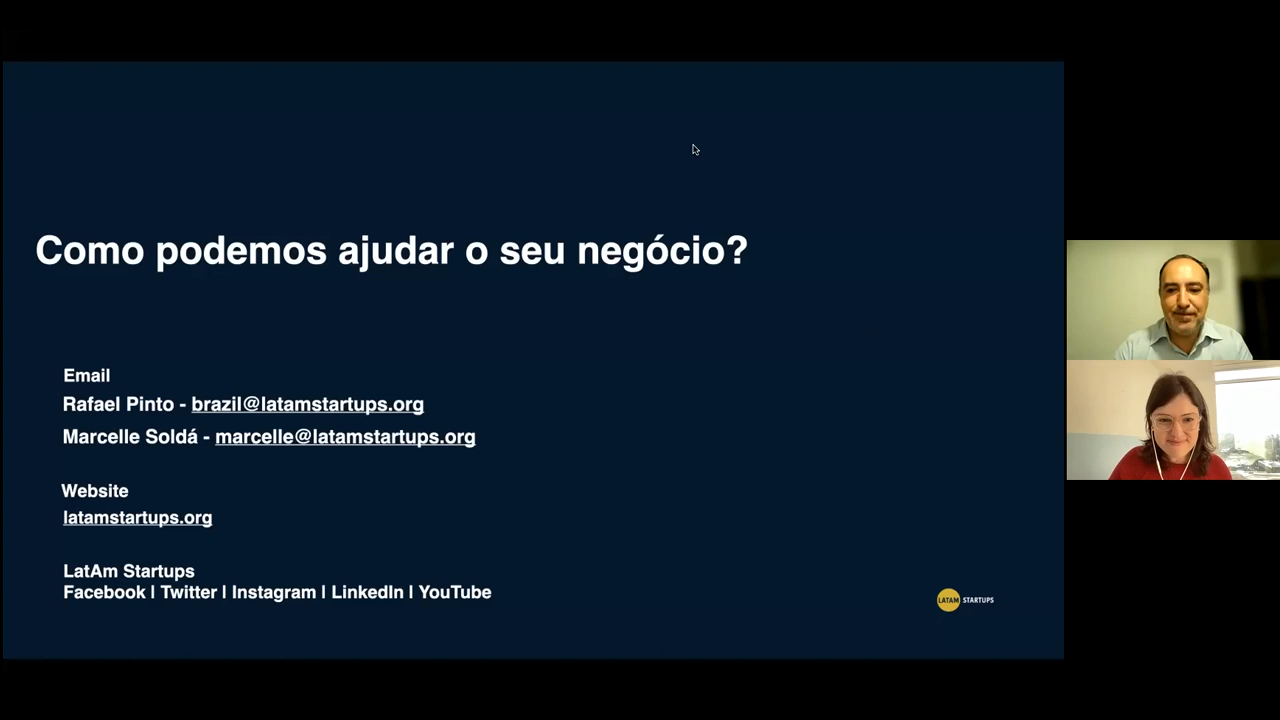 Como podemos ajudar o seu negócio?
Email
Rafael Pinto - brazil@latamstartups.org
Marcelle Soldá - marcelle@latamstartups.org
Website
latamstartups.org
LatAm Startups
Facebook | Twitter | Instagram | LinkedIn | YouTube
LATAM STARTUPS